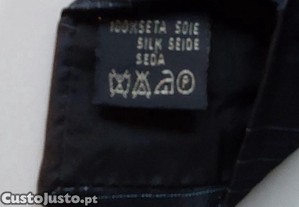 100%SETA SOIE
SILK SEIDE
SEDA
P
CustoJusto.pt